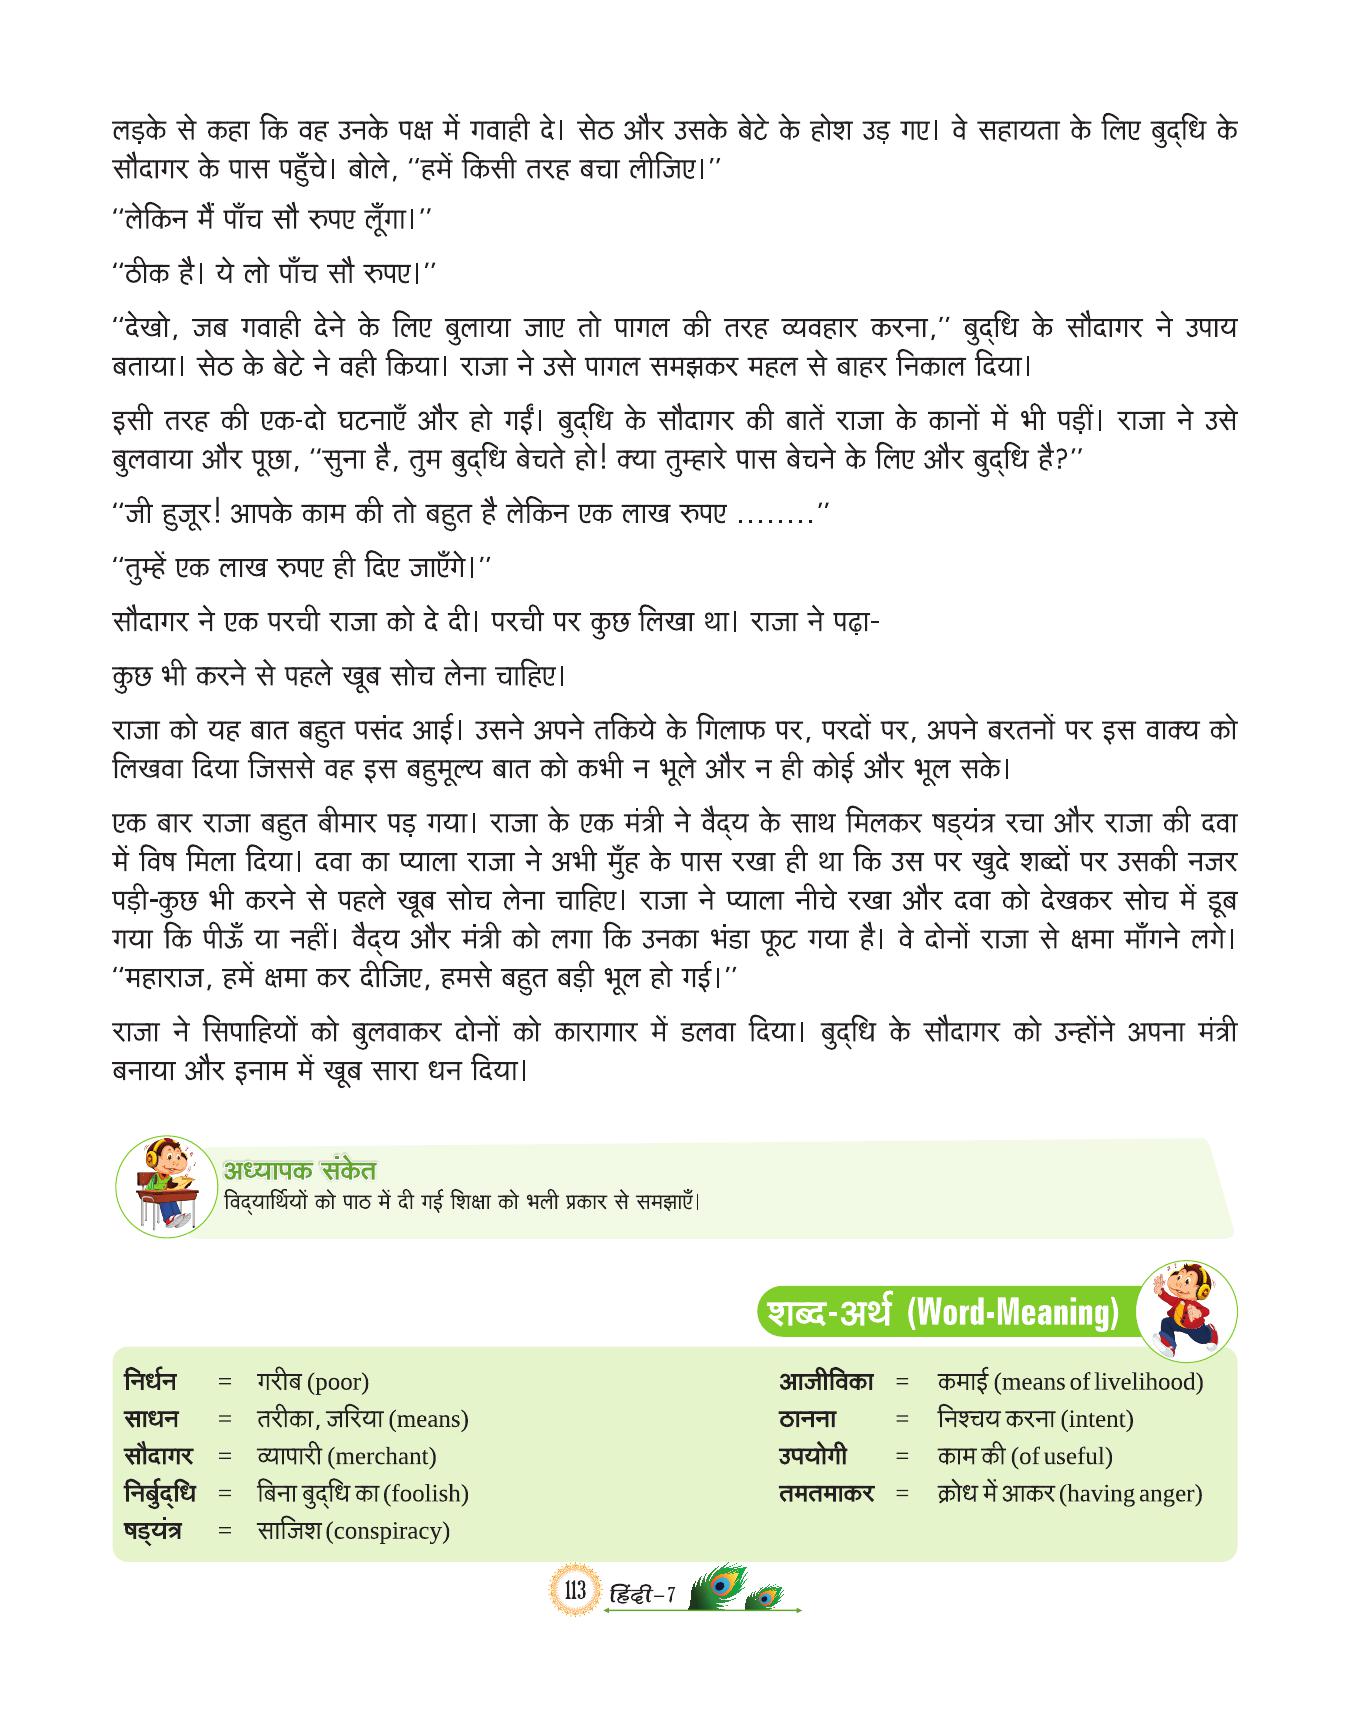 लड़के से कहा कि वह उनके पक्ष में गवाही दे। सेठ और उसके बेटे के होश उड़ गए। वे सहायता के लिए बुद्‌धि के
सौदागर के पास पहुँचे। बोले, “हमें किसी तरह बचा लीजिए।”
“लेकिन मैं पाँच सौ रुपए लूँगा।”
“ठीक है। ये लो पाँच सौ रुपए।”
“देखो, जब गवाही देने के लिए बुलाया जाए तो पागल की तरह व्यवहार करना,” बुद्‌धि के सौदागर ने उपाय
बताया। सेठ के बेटे ने वही किया। राजा ने उसे पागल समझकर महल से बाहर निकाल दिया।
इसी तरह की एक-दो घटनाएँ और हो गईं। बुद्‌धि के सौदागर की बातें राजा के कानों में भी पड़ीं। राजा ने उसे
बुलवाया और पूछा, “सुना है, तुम बुद्‌धि बेचते हो! क्या तुम्हारे पास बेचने के लिए और बुद्‌धि है?”
“जी हुजूर! आपके काम की तो बहुत है लेकिन एक लाख रुपए ........”
“तुम्हें एक लाख रुपए ही दिए जाएँगे।”
सौदागर ने एक परची राजा को दे दी। परची पर कुछ लिखा था। राजा ने पढ़ा-
कुछ भी करने से पहले खूब सोच लेना चाहिए।
राजा को यह बात बहुत पसंद आई। उसने अपने तकिये के गिलाफ पर, परदों पर, अपने बरतनों पर इस वाक्य को
लिखवा दिया जिससे वह इस बहुमूल्य बात को कभी न भूले और न ही कोई और भूल सके।
एक बार राजा बहुत बीमार पड़ गया। राजा के एक मंत्री ने वैद्‌य के साथ मिलकर षड्‌यंत्र रचा और राजा की दवा
में विष मिला दिया। दवा का प्याला राजा ने अभी मुँह के पास रखा ही था कि उस पर खुदे शब्दों पर उसकी नजर
पड़ी-कुछ भी करने से पहले खूब सोच लेना चाहिए। राजा ने प्याला नीचे रखा और दवा को देखकर सोच में डूब
गया कि पीऊँ या नहीं। वैद्‌य और मंत्री को लगा कि उनका भंडा फूट गया है। वे दोनों राजा से क्षमा माँगने लगे।
“महाराज, हमें क्षमा कर दीजिए, हमसे बहुत बड़ी भूल हो गई।”
राजा ने सिपाहियों को बुलवाकर दोनों को कारागार में डलवा दिया। बुद्‌धि के सौदागर को उन्होंने अपना मंत्री
बनाया और इनाम में खूब सारा धन दिया।
अध्यापक संकेत
विद्‌यार्थियों को पाठ में दी गई शिक्षा को भली प्रकार से समझाएँ।
शब्द-अर्थ (Word-Meaning)
निर्धन = गरीब (poor) आजीविका = कमाई (means of livelihood)
साधन = तरीका, जरिया (means) ठानना = निश्चय करना (intent)
सौदागर = व्यापारी (merchant) उपयोगी = काम की (of useful)
निर्बुद्‌धि = बिना बुद्‌धि का (foolish) तमतमाकर = क्रोध में आकर (having anger)
षड्‌यंत्र = साजिश (conspiracy)
113 हिंदी–7